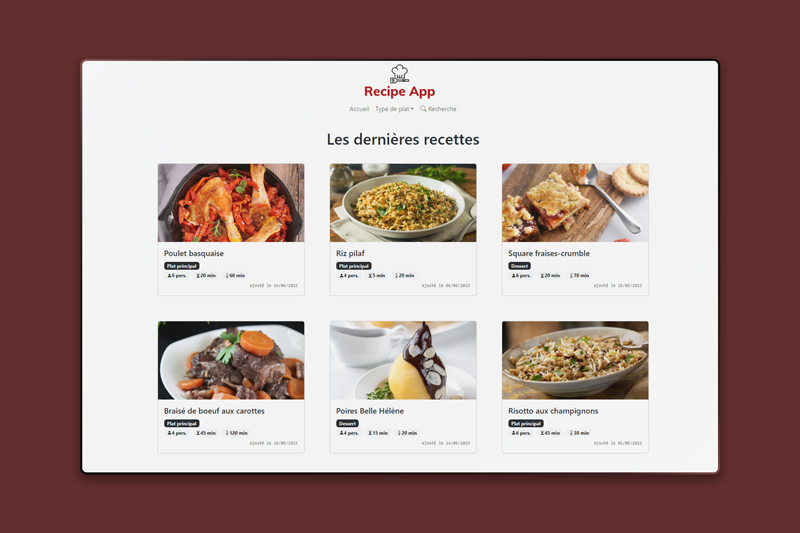 Recipe App
Accueil Type de plat Recherche
Les dernières recettes
Poulet basquaise
Plat principal
6 pers. 20 min 60 min
ajouté le 14/06/2023
Riz pilaf
Plat principal
4 pers. 5 min 20 min
ajouté le 06/06/2023
Square fraises-crumble
Dessert
6 pers. 20 min 70 min
ajouté le 28/05/2023
Braisé de boeuf aux carottes
Plat principal
4 pers. 45 min 120 min
ajouté le 18/05/2023
Poires Belle Hélène
Dessert
4 pers. 15 min 20 min
ajouté le 14/05/2023
Risotto aux champignons
Plat principal
6 pers. 45 min 30 min
ajouté le 02/05/2023